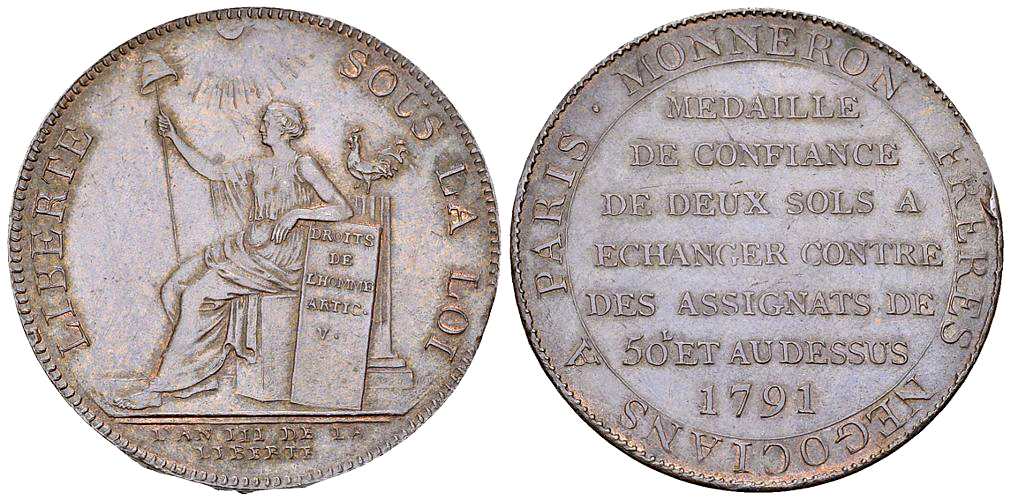 LIBERTE SOUS LA LOI
DROITS
DE
LHOMME
ARTIC.
V.
L'AN III DE LA
LIBERTE
MONNERON FRERES NEGOCIANS A PARIS ·
MEDAILLE
DE CONFIANCE
DE DEUX SOLS A
ECHANGER CONTRE
DES ASSIGNATS DE
50L ET AU DESSUS
1791